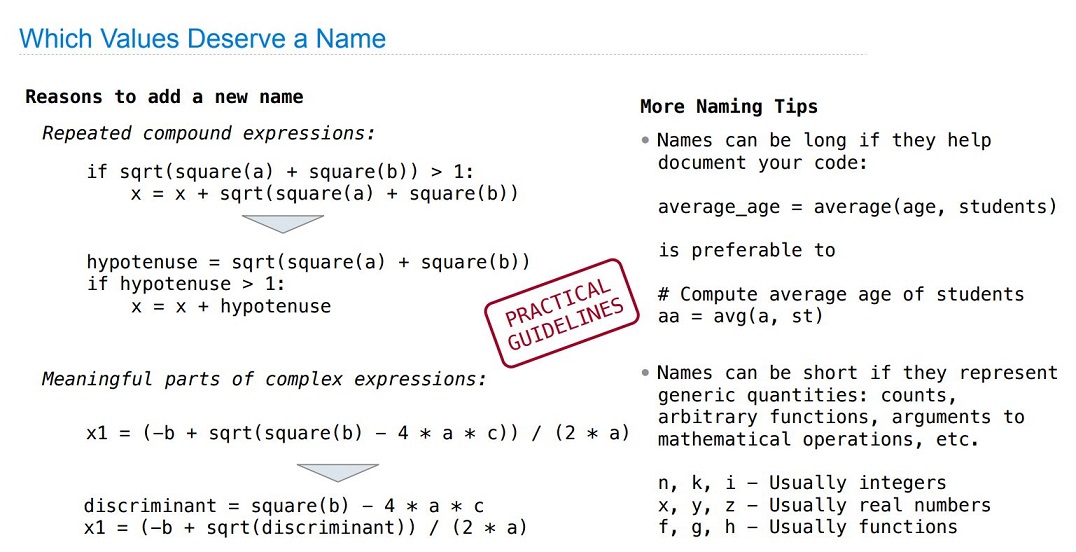 Which Values Deserve a Name
Reasons to add a new name
Repeated compound expressions:
if sqrt(square(a) + square(b)) > 1:
    x = x + sqrt(square(a) + square(b))
hypotenuse = sqrt(square(a) + square(b))
if hypotenuse > 1:
    x = x + hypotenuse
Meaningful parts of complex expressions:
x1 = (-b + sqrt(square(b) - 4 * a * c)) / (2 * a)
discriminant = square(b) - 4 * a * c
x1 = (-b + sqrt(discriminant)) / (2 * a)
PRACTICAL
GUIDELINES
More Naming Tips
• Names can be long if they help
document your code:
average_age = average(age, students)
is preferable to
# Compute average age of students
aa = avg(a, st)
• Names can be short if they represent
generic quantities: counts,
arbitrary functions, arguments to
mathematical operations, etc.
n, k, i - Usually integers
x, y, z - Usually real numbers
f, g, h - Usually functions